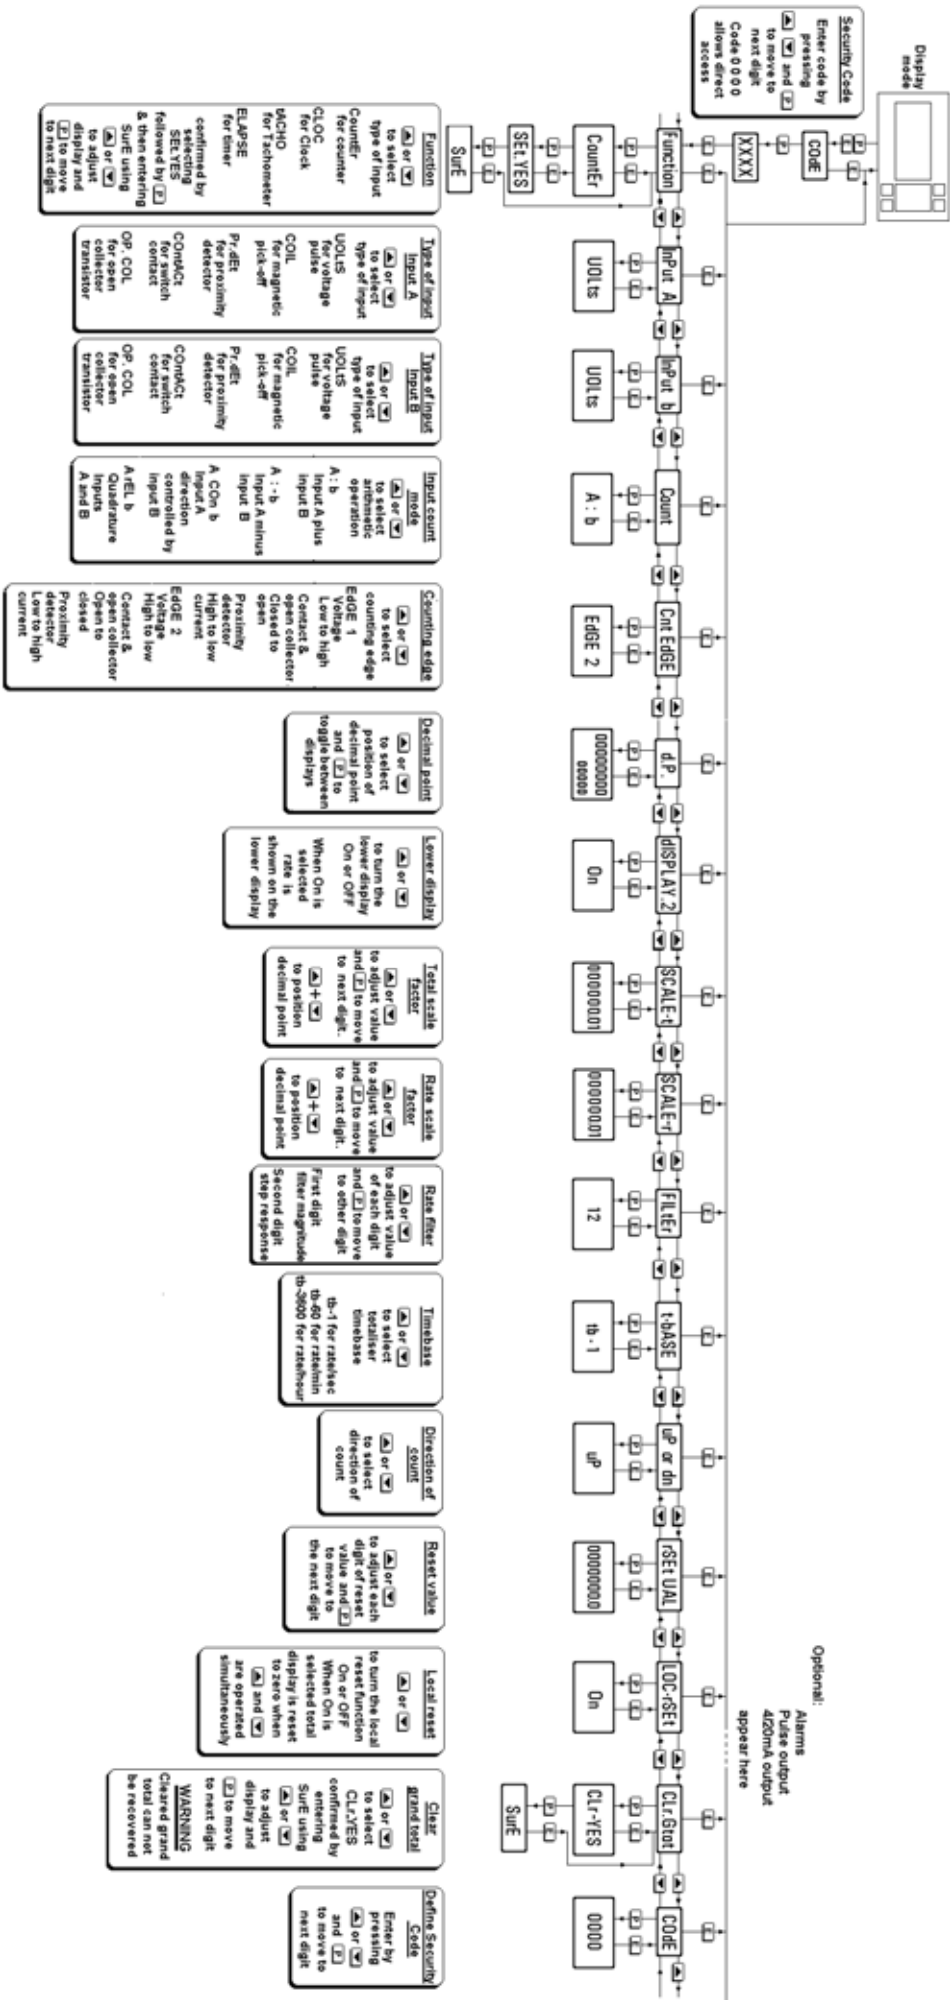 Display
mode
Security Code
Enter code by
pressing
▲ ▼ and P
to move to
next digit
Code 0 0 0 0
allows direct
access
P
E
E
COdE
P
XXXX
Optional:
Alarms
Pulse output
4/20mA output
appear here
Function
InPut A
InPut b
Count
Cnt EdGE
d.P.
dISPLAY.2
SCALE-t
SCALE-r
FILtEr
t-bASE
uP or dn
rSEt UAL
LOC-rSEt
CLr.Gtot
COdE
CountEr
UOLts
UOLts
A : b
EdGE 2
00000000
00000
On
0000000.01
0000000.01
12
tb - 1
uP
0000000.0
On
CLr-YES
0000
SEt.YES
SurE
SurE
Function
▲ or ▼
to select
type of input
CountEr
for counter
CLOC
for Clock
tACHO
for Tachometer
ELAPSE
for timer
confirmed by
selecting
SEt.YES
followed by P
& then entering
SurE using
▲ or ▼
to adjust
display and
P to move
to next digit
Type of input
Input A
▲ or ▼
to select
type of input
UOLtS
for voltage
pulse
COIL
for magnetic
pick-off
Pr.dEt
for proximity
detector
COntACt
for switch
contact
OP. COL
for open
collector
transistor
Type of input
Input B
▲ or ▼
to select
type of input
UOLtS
for voltage
pulse
COIL
for magnetic
pick-off
Pr.dEt
for proximity
detector
COntACt
for switch
contact
OP. COL
for open
collector
transistor
Input count
mode
▲ or ▼
to select
arithmetic
operation
A : b
Input A plus
input B
A : - b
Input A minus
input B
A COn b
Input A
direction
controlled by
input B
A rEL b
Quadrature
Inputs
A and B
Counting edge
▲ or ▼
to select
counting edge
EdGE 1
Voltage
Low to high
Contact &
open collector
Closed to
open
Proximity
detector
High to low
current
EdGE 2
Voltage
High to low
Contact &
open collector
Open to
closed
Proximity
detector
Low to high
current
Decimal point
▲ or ▼
to select
position of
decimal point
and P to
toggle between
displays
Lower display
▲ or ▼
to turn the
lower display
On or OFF
When On is
selected
rate is
shown on the
lower display
Total scale
factor
▲ or ▼
to adjust value
and P to move
to next digit.
▲ + ▼
to position
decimal point
Rate scale
factor
▲ or ▼
to adjust value
and P to move
to next digit.
▲ + ▼
to position
decimal point
Rate filter
▲ or ▼
to adjust value
of each digit
and P to move
to other digit
First digit
filter magnitude
Second digit
step response
Timebase
▲ or ▼
to select
totaliser
timebase
tb-1 for rate/sec
tb-60 for rate/min
tb-3600 for rate/hour
Direction of
count
▲ or ▼
to select
direction of
count
Reset value
▲ or ▼
to adjust each
digit of reset
value and P
to move to
the next digit
Local reset
▲ or ▼
to turn the local
reset function
On or OFF
When On is
selected total
display is reset
to zero when
▲ and ▼
are operated
simultaneously
Clear
grand total
▲ or ▼
to select
CLr.YES
confirmed by
entering
SurE using
▲ or ▼
to adjust
display and
P to move
to next digit
WARNING
Cleared grand
total can not
be recovered
Define Security
Code
Enter by
pressing
▲ or ▼
and P
to move to
next digit